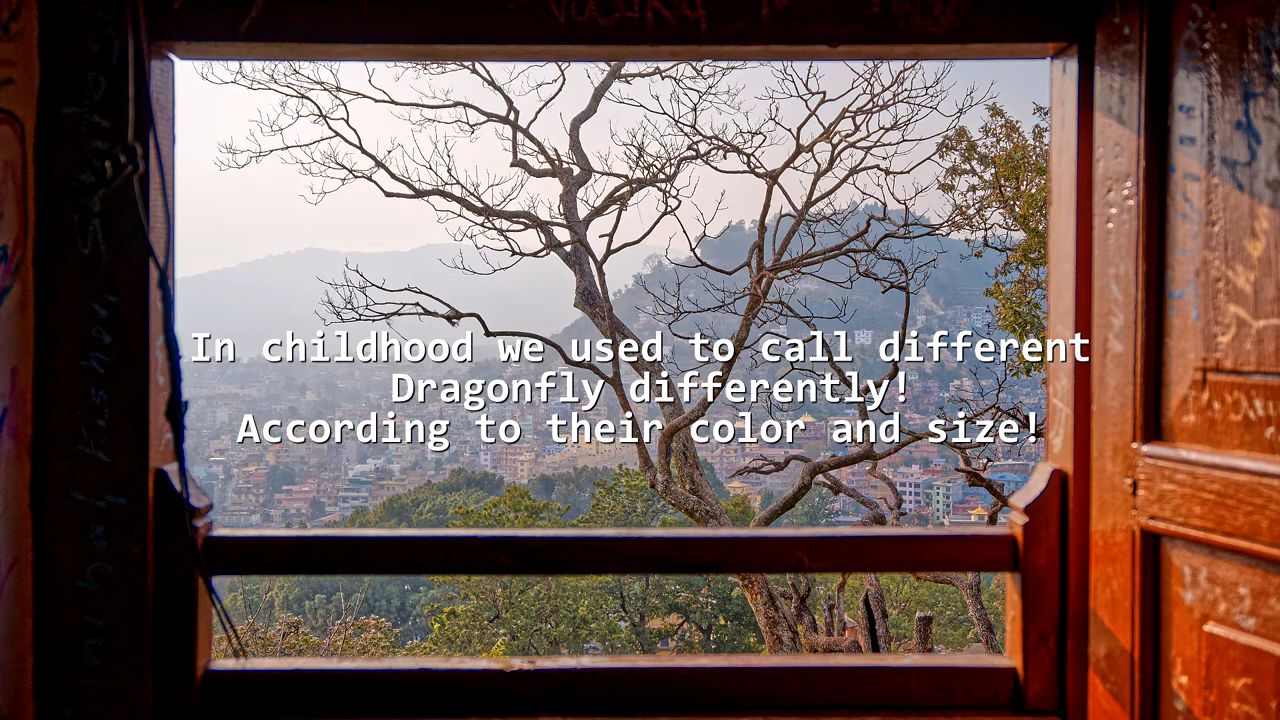 In childhood we used to call different
Dragonfly differently!
According to their color and size!